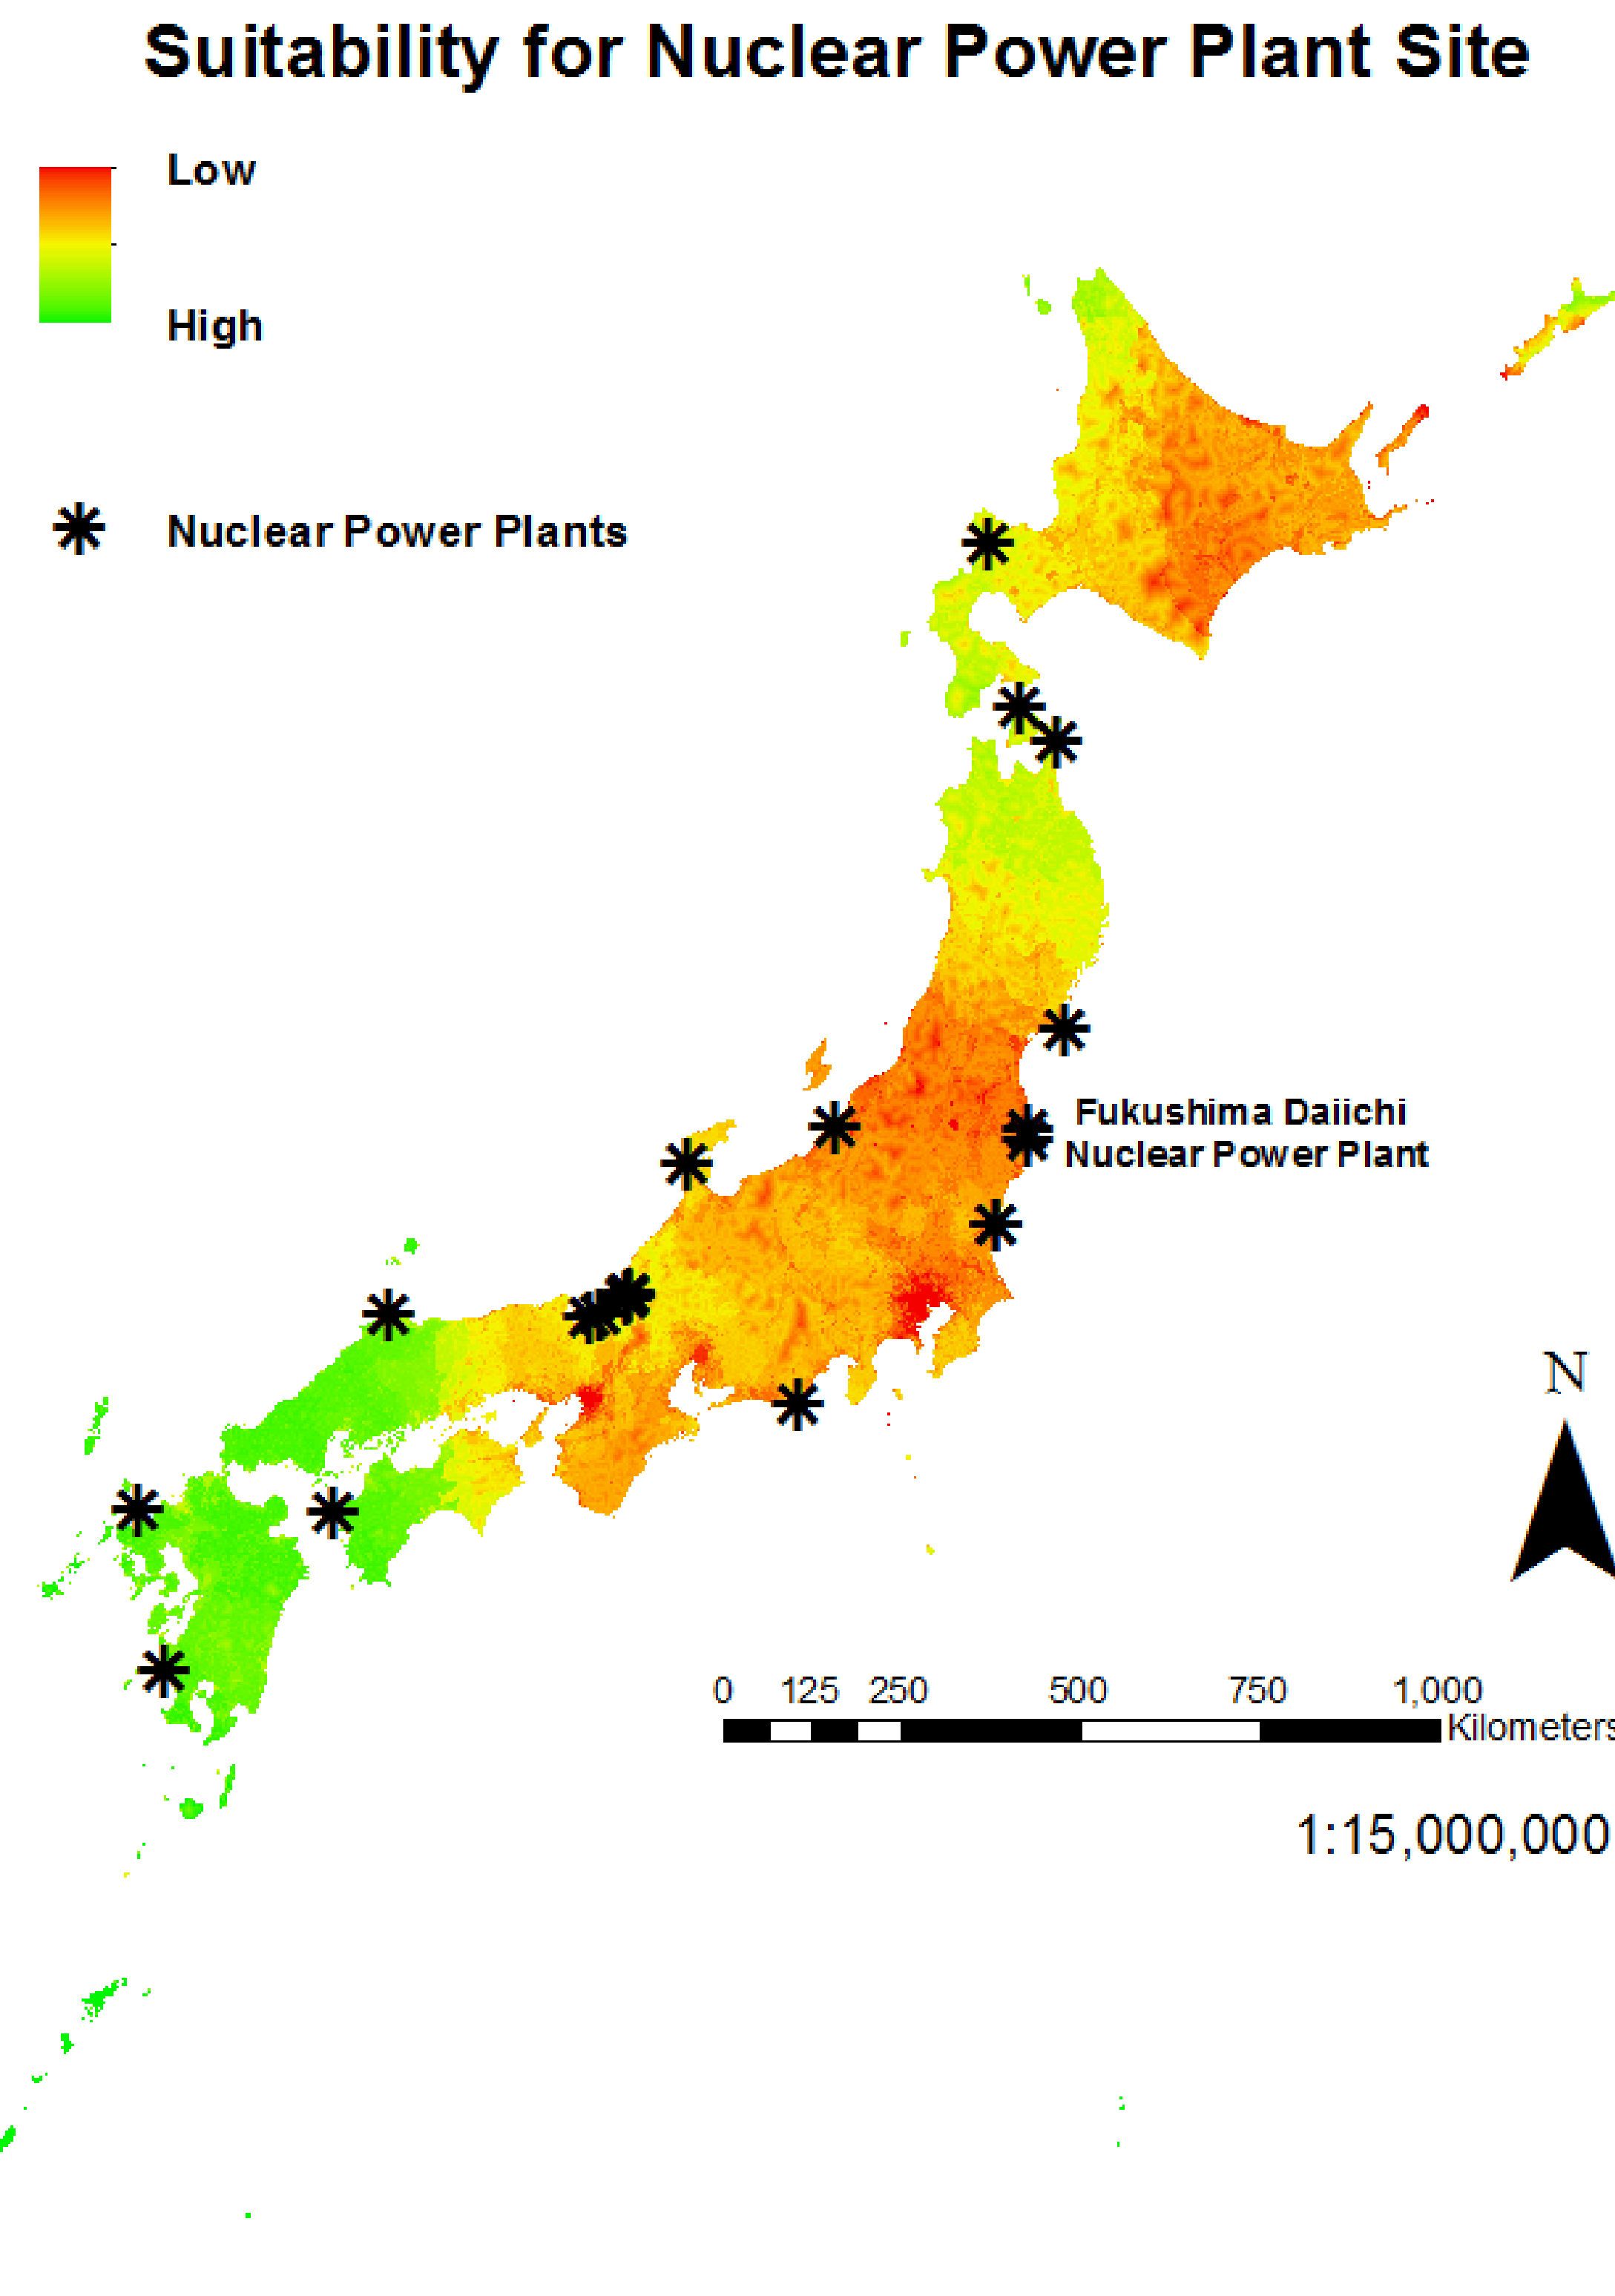 Suitability for Nuclear Power Plant Site
Low
High
Nuclear Power Plants
Fukushima Daiichi
Nuclear Power Plant
N
0 125 250 500 750 1,000
Kilometers
1:15,000,000